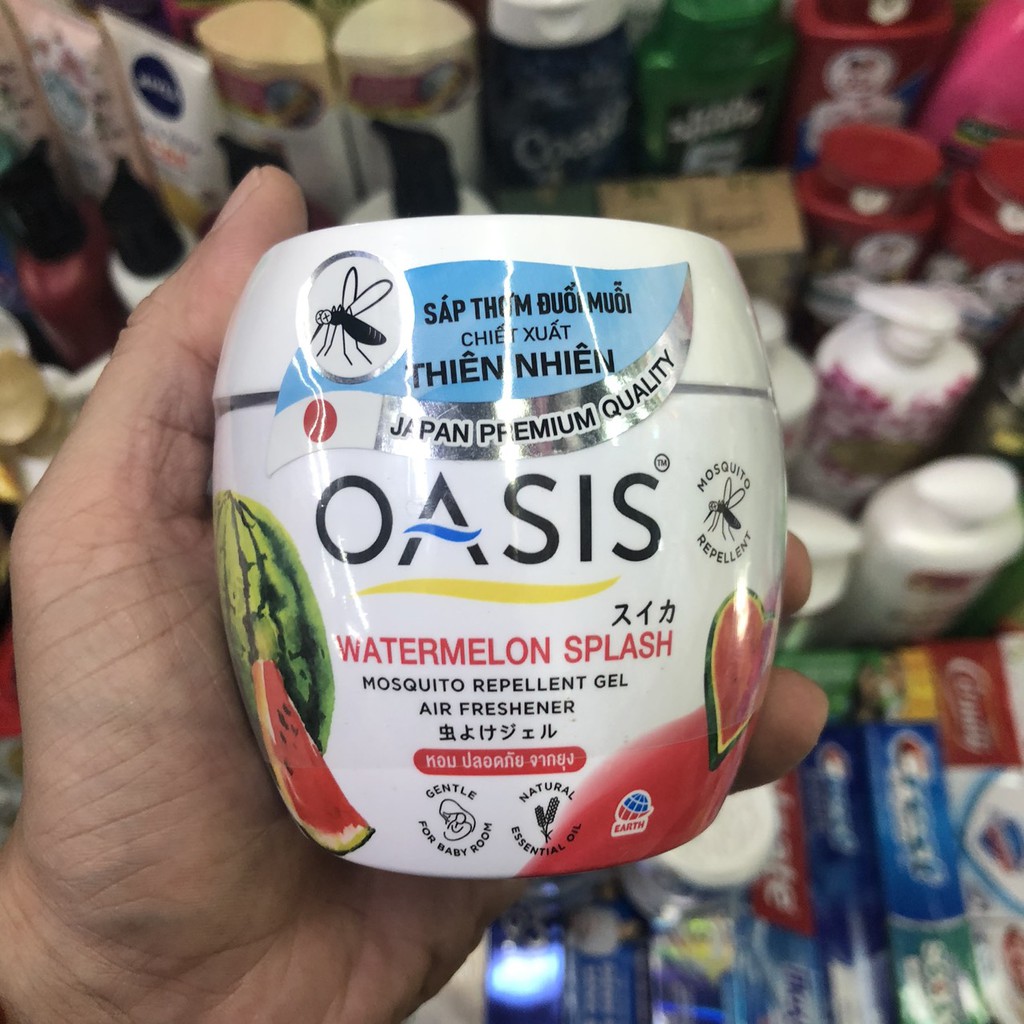 NIVEA
SÁP THƠM ĐUỔI MUỖI
CHIẾT XUẤT
THIÊN NHIÊN
JAPAN PREMIUM QUALITY
OASIS™
MOSQUITO
REPELLENT
スイカ
WATERMELON SPLASH
MOSQUITO REPELLENT GEL
AIR FRESHENER
虫よけジェル
หอม ปลอดภัย จากยุง
GENTLE
FOR BABY ROOM
NATURAL
ESSENTIAL OIL
EARTH
Crest